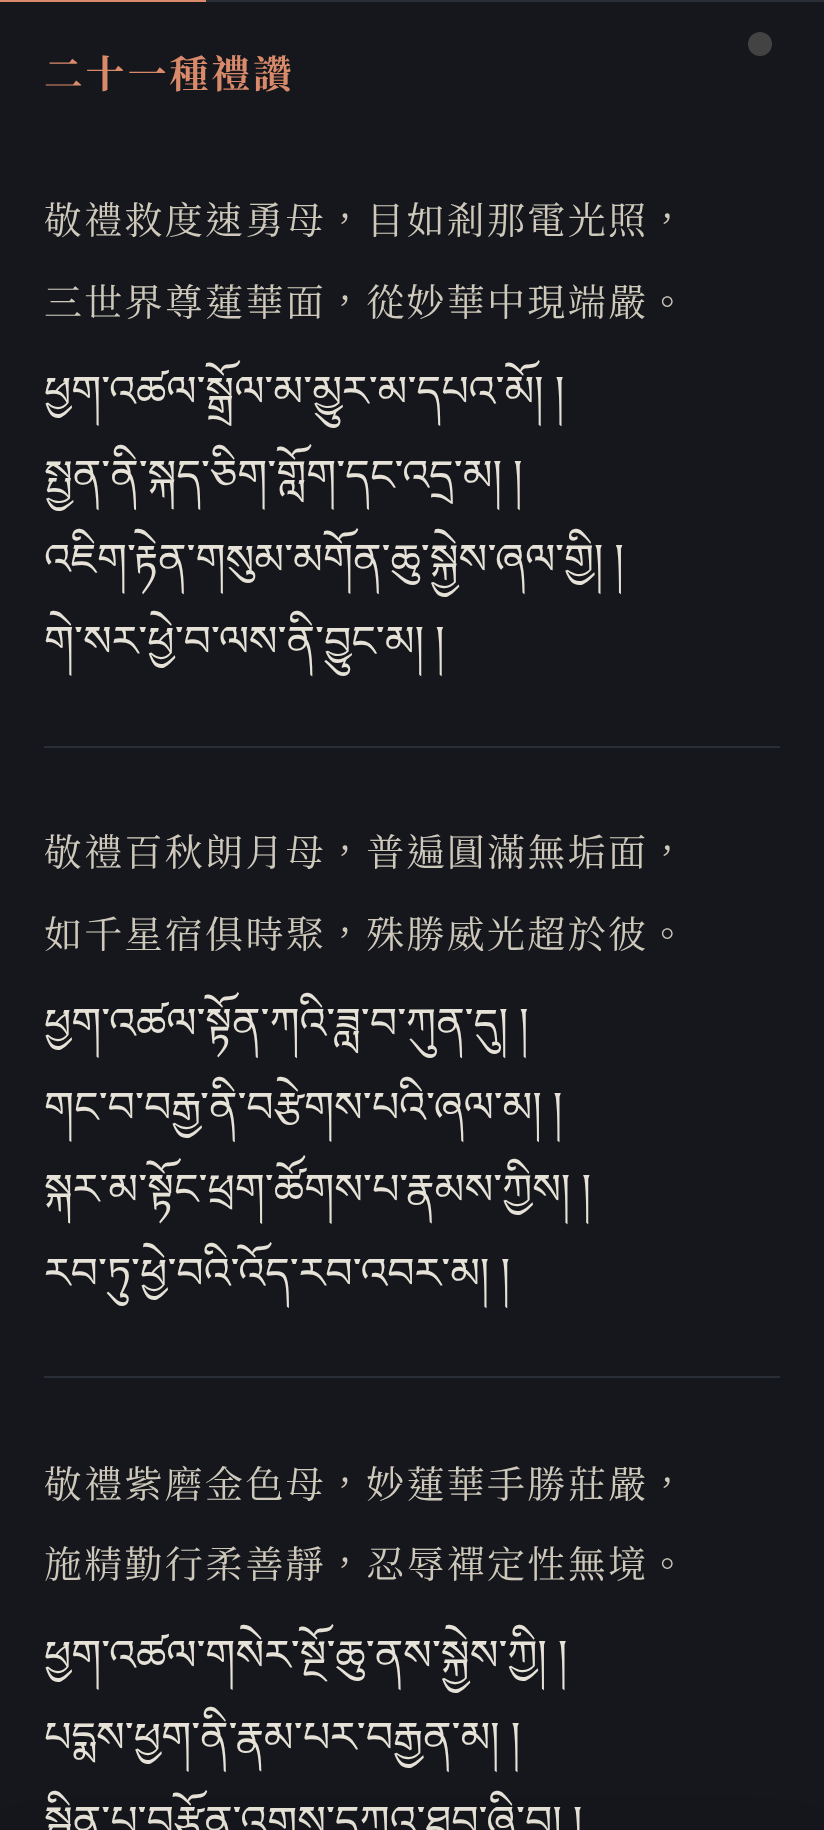 二十一種禮讚
敬禮救度速勇母，目如剎那電光照，
三世界尊蓮華面，從妙華中現端嚴。
ཕྱག་འཚལ་སྒྲོལ་མ་མྱུར་མ་དཔའ་མོ། །
སྤྱན་ནི་སྐད་ཅིག་གློག་དང་འདྲ་མ། །
འཇིག་རྟེན་གསུམ་མགོན་ཆུ་སྐྱེས་ཞལ་གྱི། །
གེ་སར་ཕྱེ་བ་ལས་ནི་བྱུང་མ། །
敬禮百秋朗月母，普遍圓滿無垢面，
如千星宿俱時聚，殊勝威光超於彼。
ཕྱག་འཚལ་སྟོན་ཀའི་ཟླ་བ་ཀུན་ཏུ། །
གང་བ་བརྒྱ་ནི་བརྩེགས་པའི་ཞལ་མ། །
སྐར་མ་སྟོང་ཕྲག་ཚོགས་པ་རྣམས་ཀྱིས། །
རབ་ཏུ་ཕྱེ་བའི་འོད་རབ་འབར་མ། །
敬禮紫磨金色母，妙蓮華手勝莊嚴，
施精勤行柔善靜，忍辱禪定性無境。
ཕྱག་འཚལ་གསེར་སྔོ་ཆུ་ནས་སྐྱེས་ཀྱི། །
པདྨས་ཕྱག་ནི་རྣམ་པར་བརྒྱན་མ། །
སྦྱིན་པ་བརྩོན་འགྲུས་དཀའ་ཐུབ་ཞི་བ། །